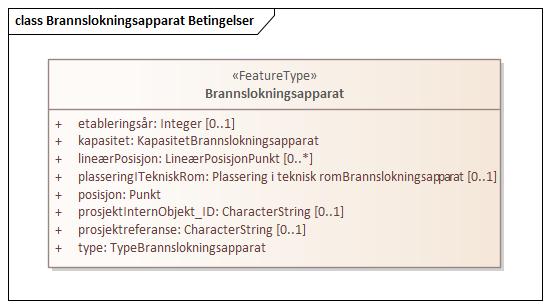 class Brannslokningsapparat Betingelser
«FeatureType»
Brannslokningsapparat
+ etableringsår: Integer [0..1]
+ kapasitet: KapasitetBrannslokningsapparat
+ lineærPosisjon: LineærPosisjonPunkt [0..*]
+ plasseringITekniskRom: Plassering i teknisk romBrannslokningsapparat [0..1]
+ posisjon: Punkt
+ prosjektInternObjekt_ID: CharacterString [0..1]
+ prosjektreferanse: CharacterString [0..1]
+ type: TypeBrannslokningsapparat